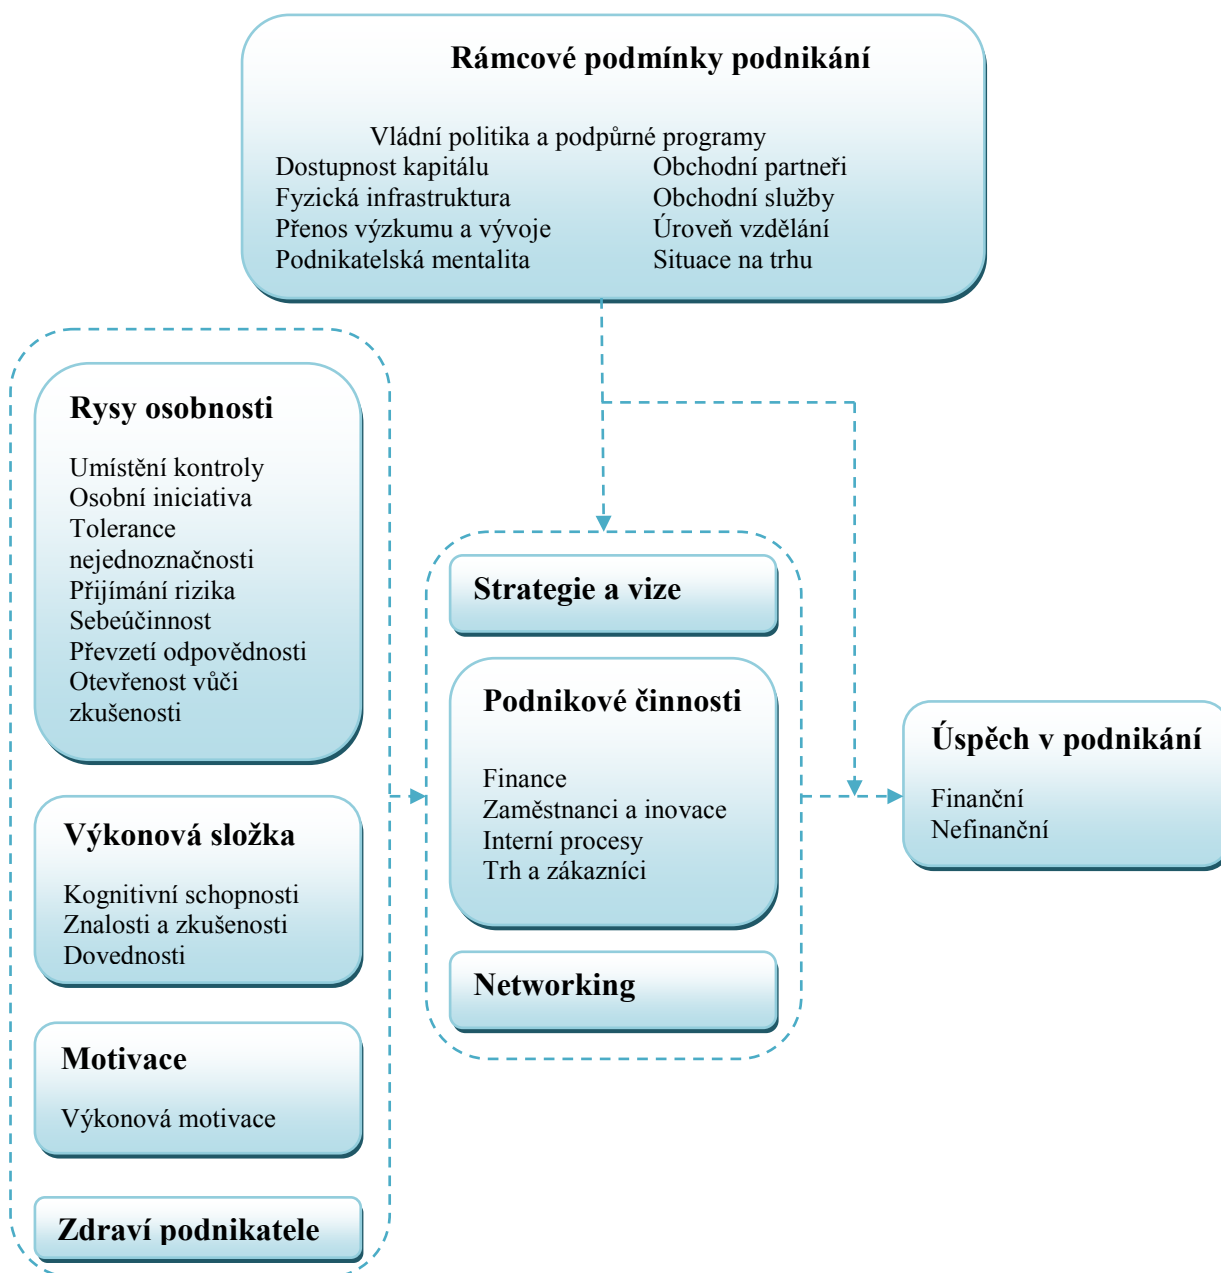 Rámcové podmínky podnikání
Vládní politika a podpůrné programy
Dostupnost kapitálu
Fyzická infrastruktura
Přenos výzkumu a vývoje
Podnikatelská mentalita
Obchodní partneři
Obchodní služby
Úroveň vzdělání
Situace na trhu
Rysy osobnosti
Umístění kontroly
Osobní iniciativa
Tolerance
nejednoznačnosti
Přijímání rizika
Sebeúčinnost
Převzetí odpovědnosti
Otevřenost vůči
zkušenosti
Výkonová složka
Kognitivní schopnosti
Znalosti a zkušenosti
Dovednosti
Motivace
Výkonová motivace
Zdraví podnikatele
Strategie a vize
Podnikové činnosti
Finance
Zaměstnanci a inovace
Interní procesy
Trh a zákazníci
Networking
Úspěch v podnikání
Finanční
Nefinanční